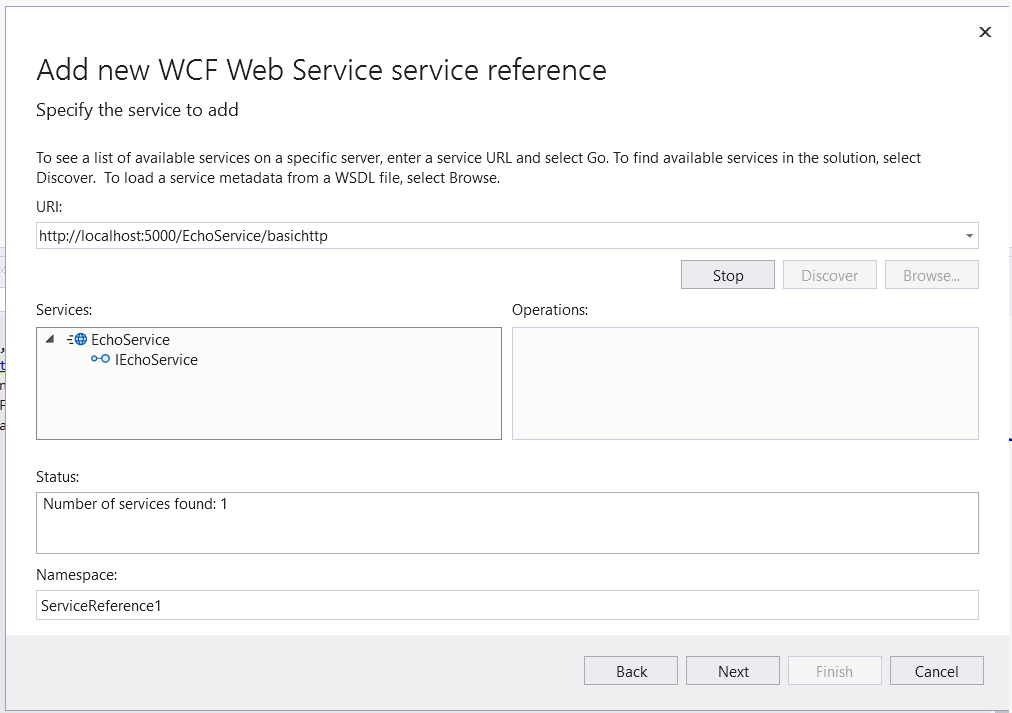 Add new WCF Web Service service reference
Specify the service to add
To see a list of available services on a specific server, enter a service URL and select Go. To find available services in the solution, select
Discover.  To load a service metadata from a WSDL file, select Browse.
URI:
http://localhost:5000/EchoService/basichttp
Stop
Discover
Browse...
Services:
Operations:
EchoService
IEchoService
Status:
Number of services found: 1
Namespace:
ServiceReference1
Back
Next
Finish
Cancel